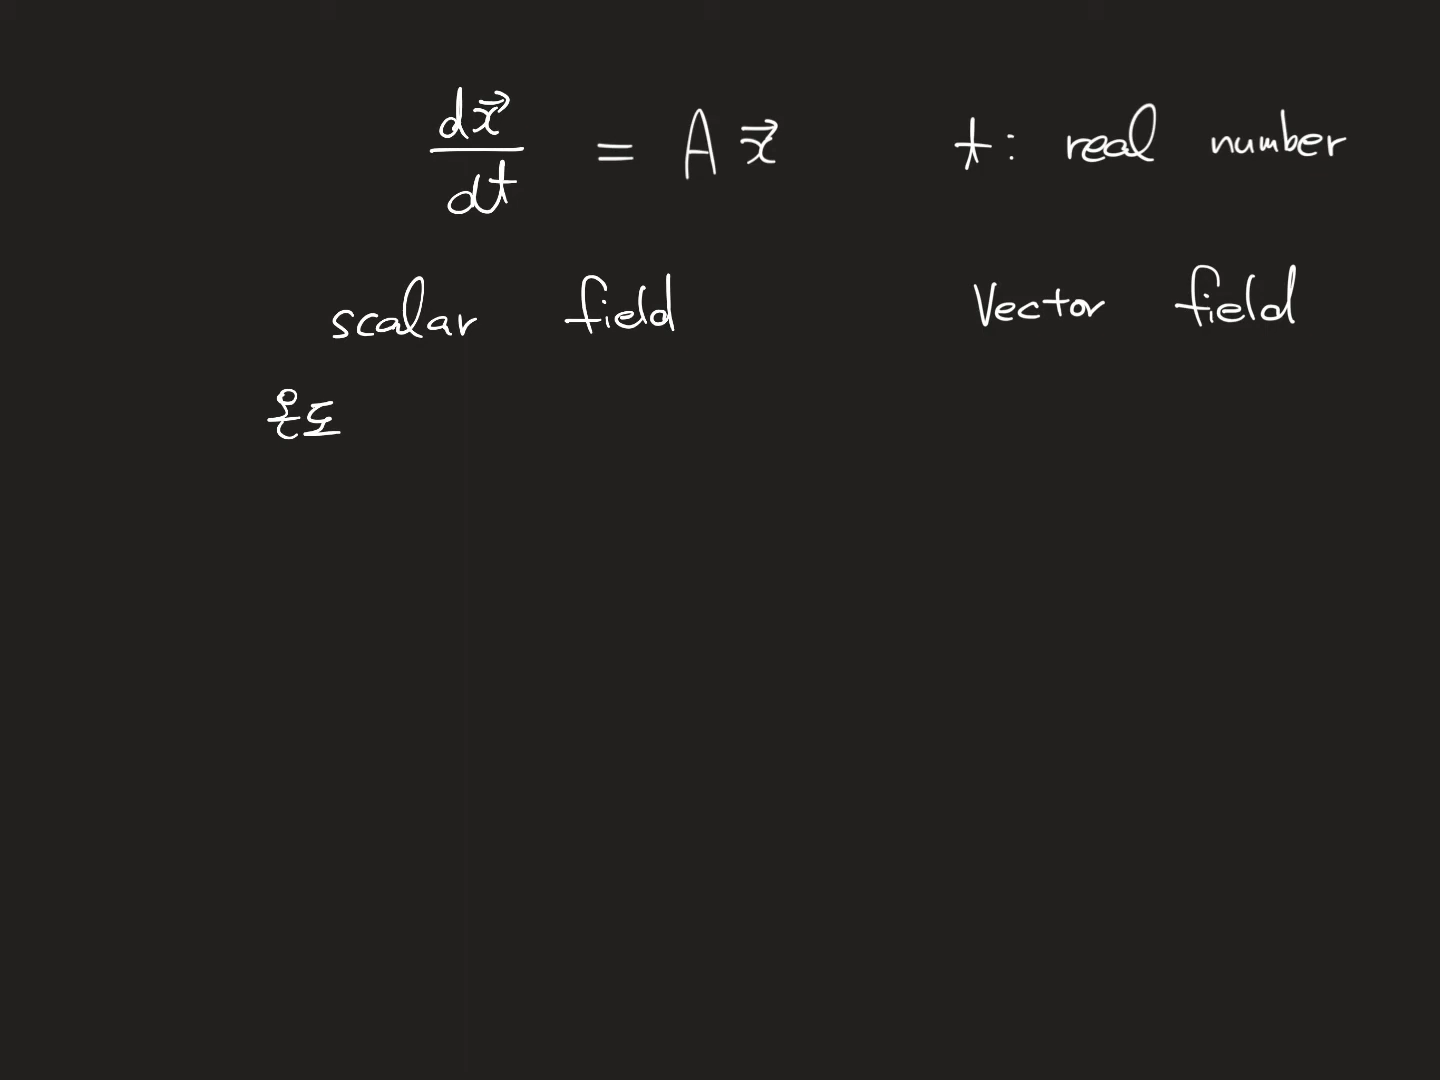 dx⃗/dt = A x⃗ t: real number
scalar field Vector field
온도